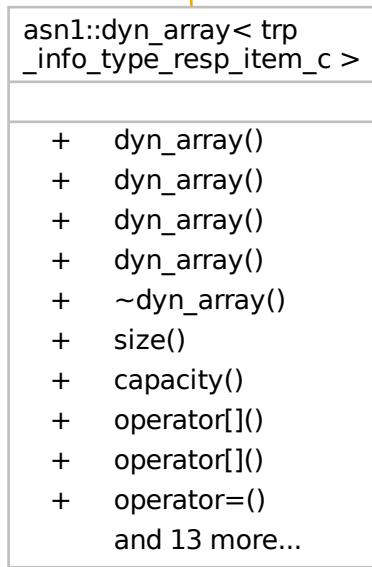 asn1::dyn_array< trp
_info_type_resp_item_c >
+ dyn_array()
+ dyn_array()
+ dyn_array()
+ dyn_array()
+ ~dyn_array()
+ size()
+ capacity()
+ operator[]()
+ operator[]()
+ operator=()
and 13 more...